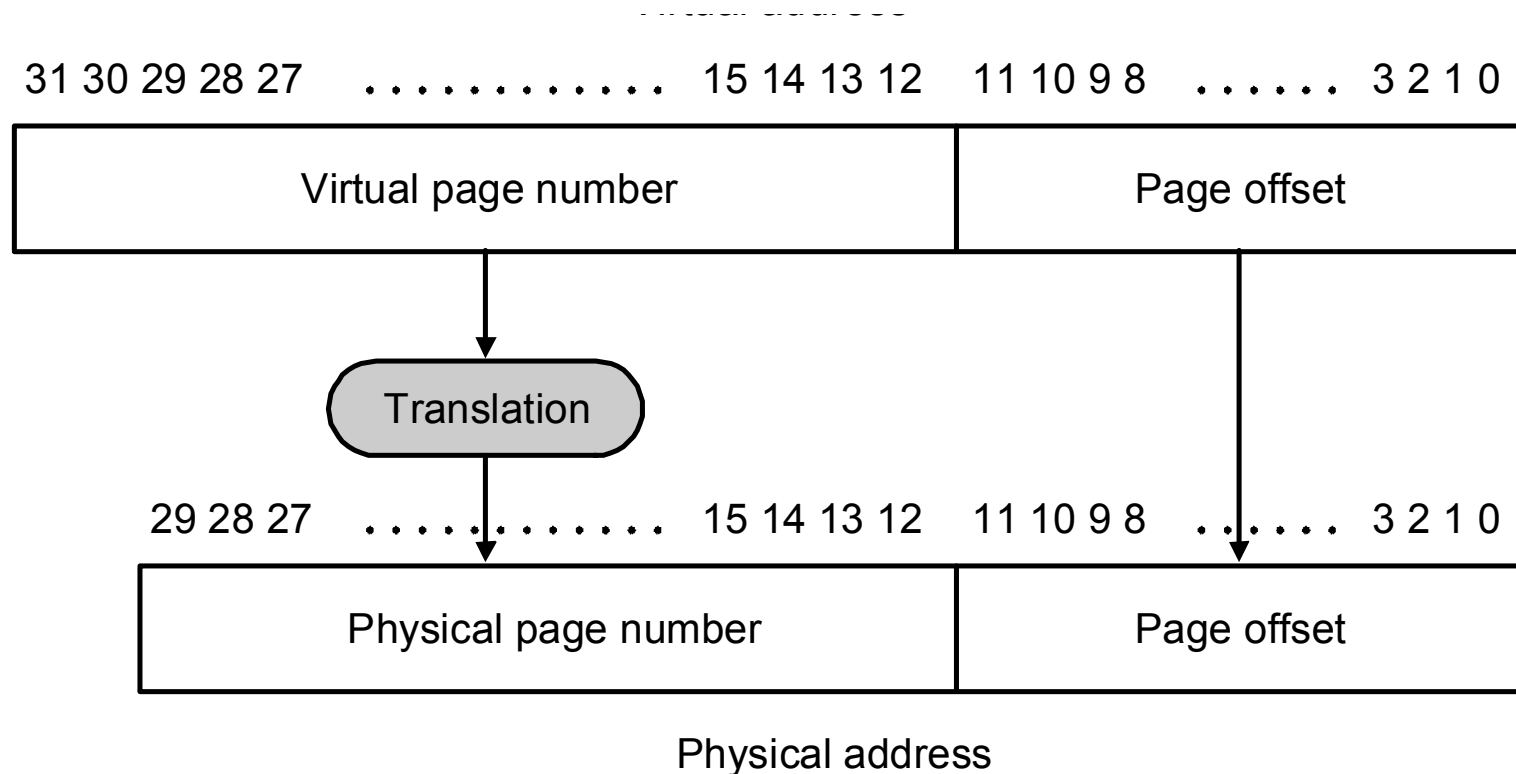 31 30 29 28 27 ............ 15 14 13 12 11 10 9 8 ...... 3 2 1 0
Virtual page number Page offset
Translation
29 28 27 ............ 15 14 13 12 11 10 9 8 ...... 3 2 1 0
Physical page number Page offset
Physical address